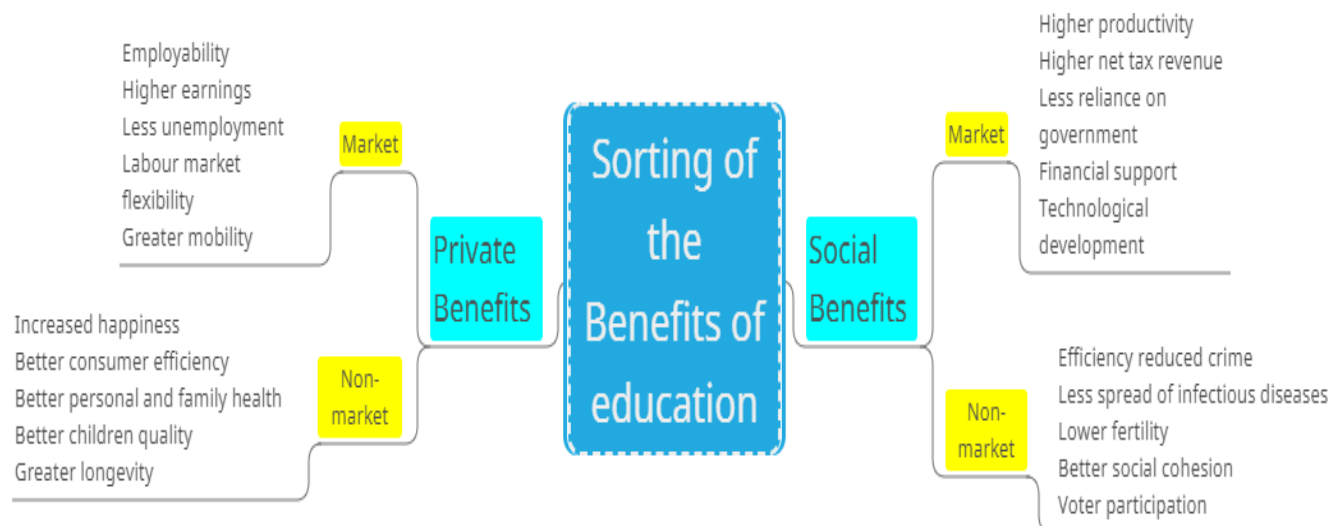 Sorting of
the
Benefits of
education
Private
Benefits
Market
Employability
Higher earnings
Less unemployment
Labour market
flexibility
Greater mobility
Non-
market
Increased happiness
Better consumer efficiency
Better personal and family health
Better children quality
Greater longevity
Social
Benefits
Market
Higher productivity
Higher net tax revenue
Less reliance on
government
Financial support
Technological
development
Non-
market
Efficiency reduced crime
Less spread of infectious diseases
Lower fertility
Better social cohesion
Voter participation